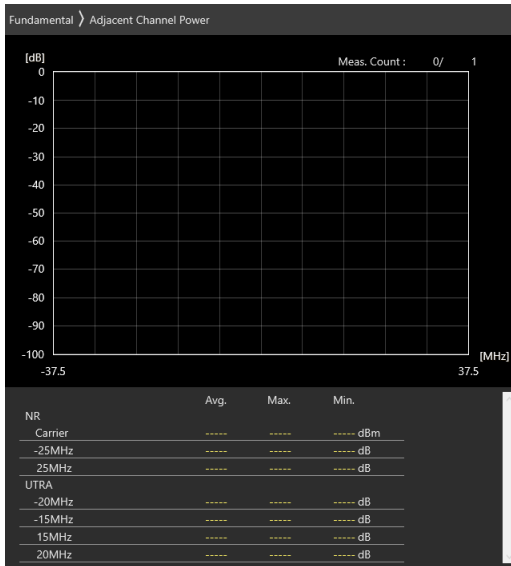 Fundamental 〉 Adjacent Channel Power
[dB]
Meas. Count : 0/ 1
0
-10
-20
-30
-40
-50
-60
-70
-80
-90
-100
[MHz]
-37.5 37.5
Avg. Max. Min.
NR
Carrier ----- ----- ----- dBm
-25MHz ----- ----- ----- dB
25MHz ----- ----- ----- dB
UTRA
-20MHz ----- ----- ----- dB
-15MHz ----- ----- ----- dB
15MHz ----- ----- ----- dB
20MHz ----- ----- ----- dB